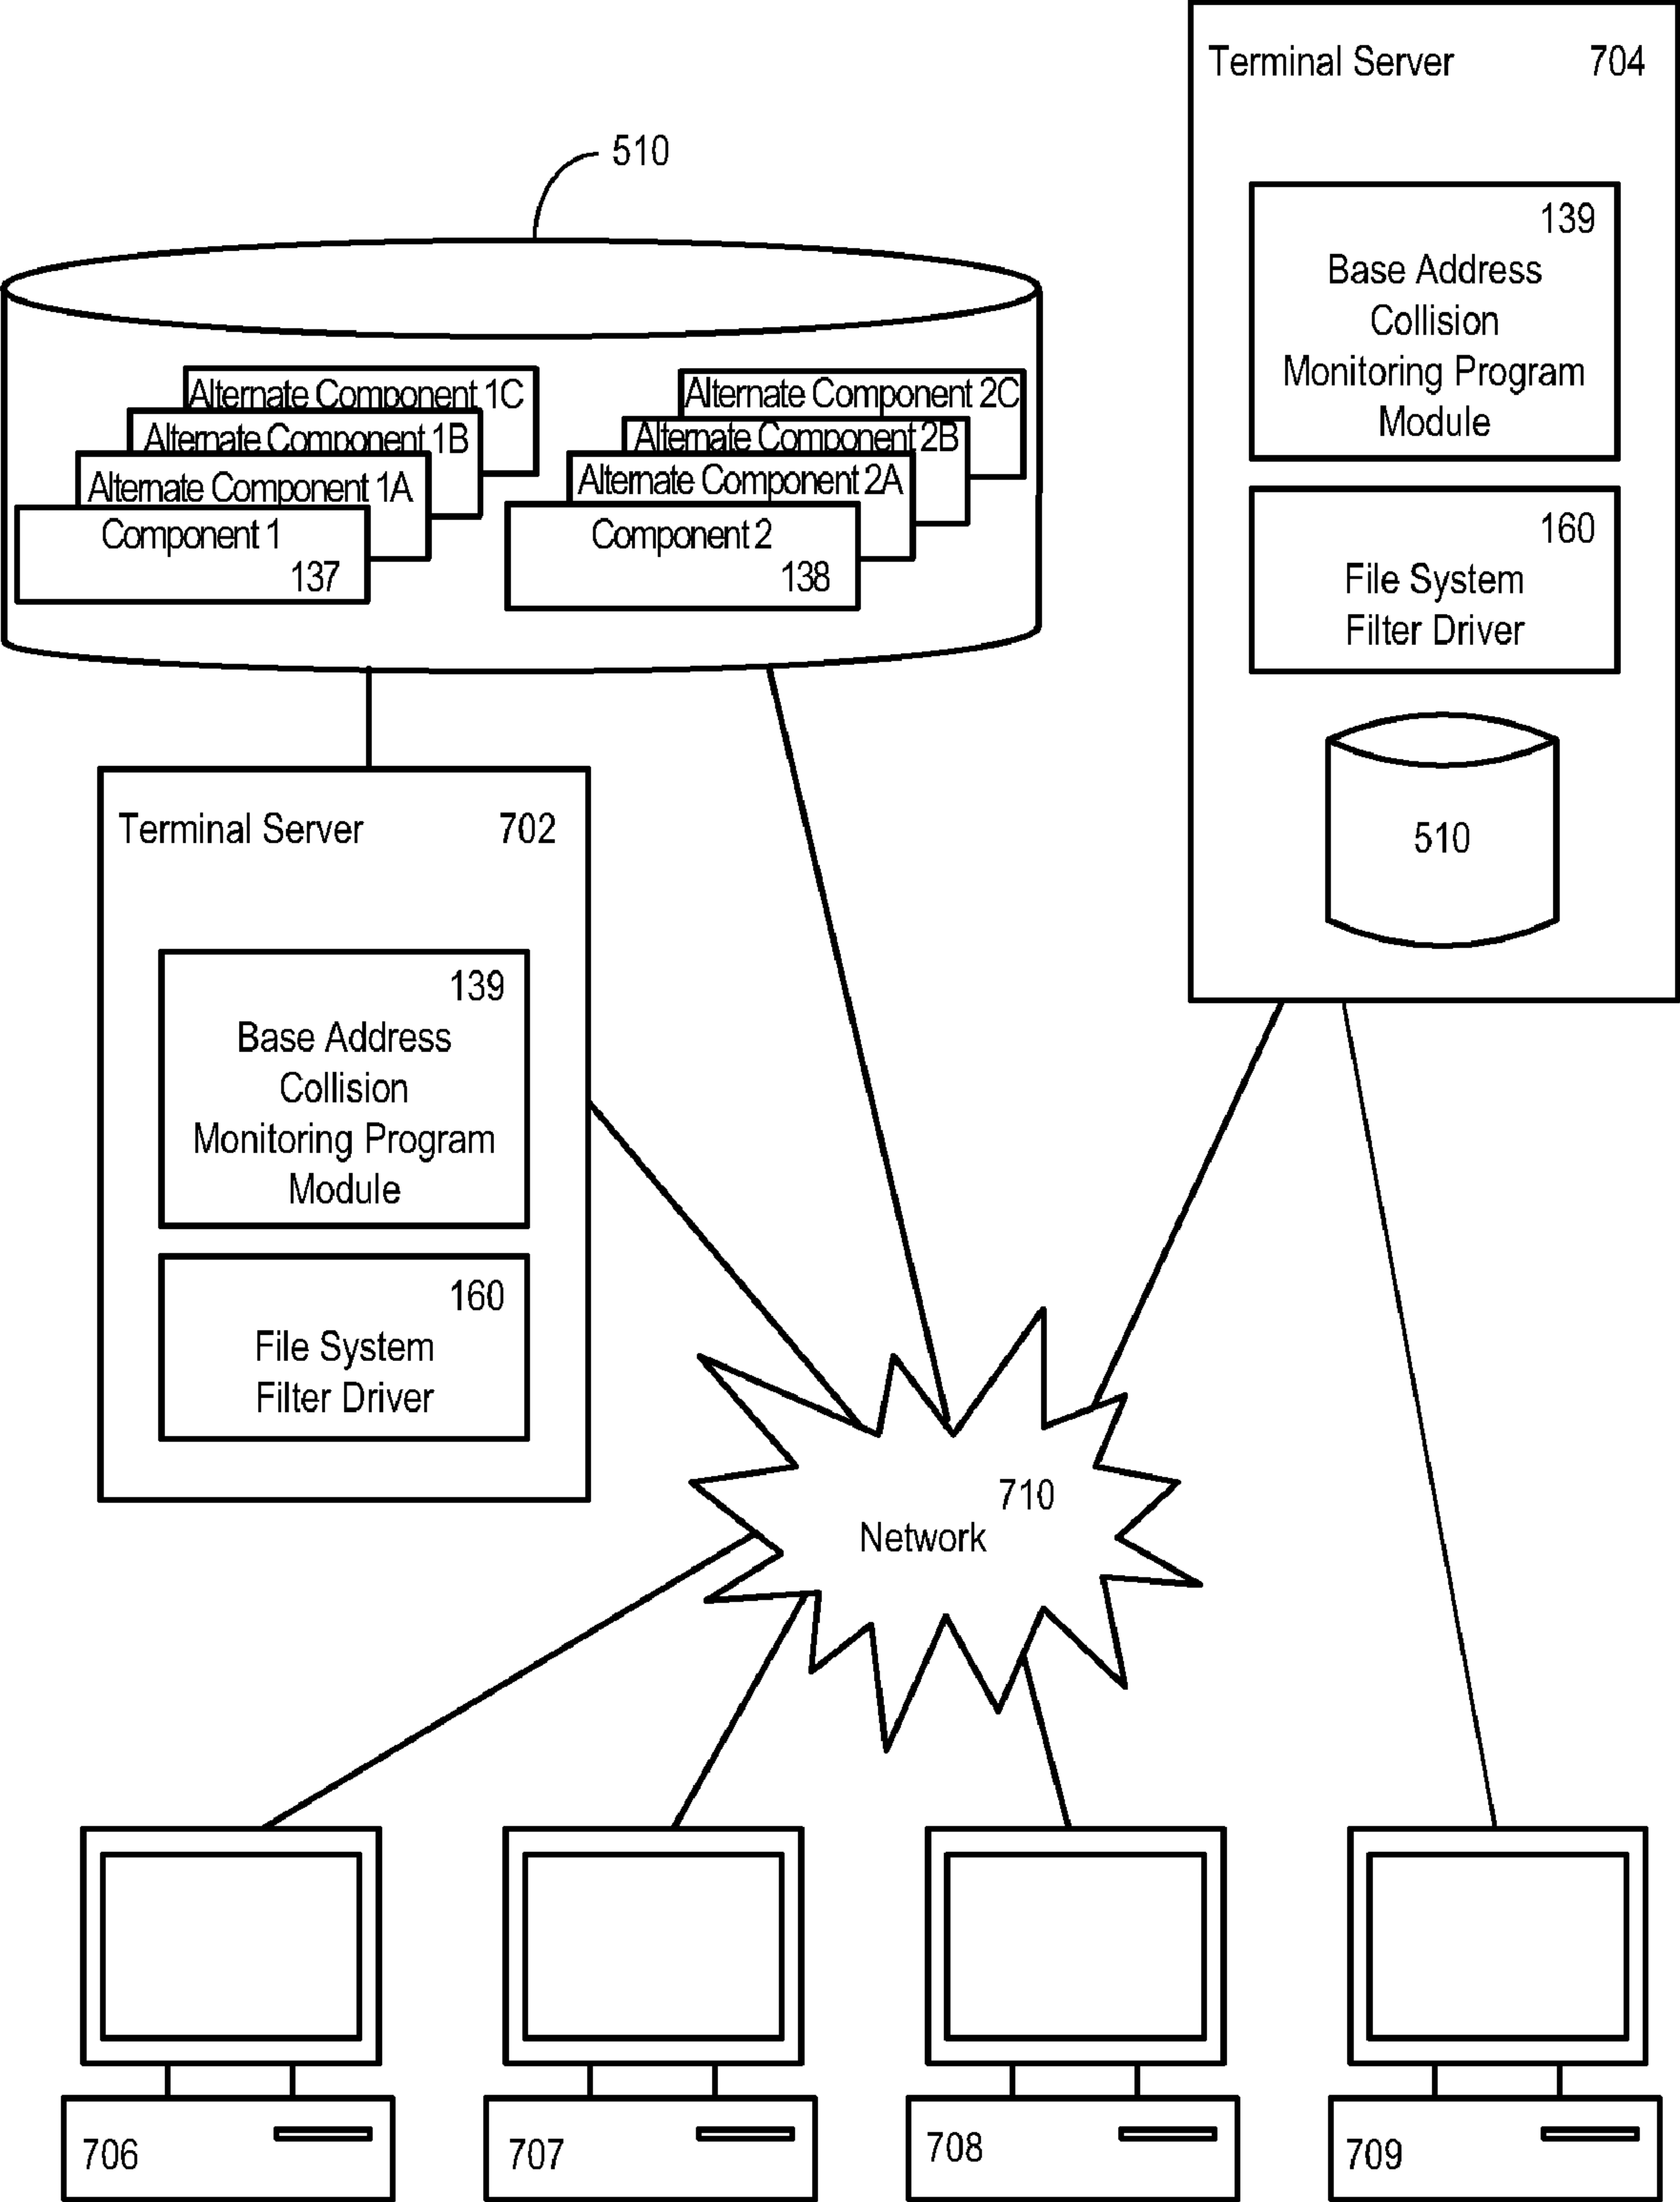 Terminal Server 704
139
Base Address
Collision
Monitoring Program
Module
160
File System
Filter Driver
510
510
Alternate Component 1C
Alternate Component 1B
Alternate Component 1A
Component 1
137
Alternate Component 2C
Alternate Component 2B
Alternate Component 2A
Component 2
138
Terminal Server 702
139
Base Address
Collision
Monitoring Program
Module
160
File System
Filter Driver
710
Network
706
707
708
709